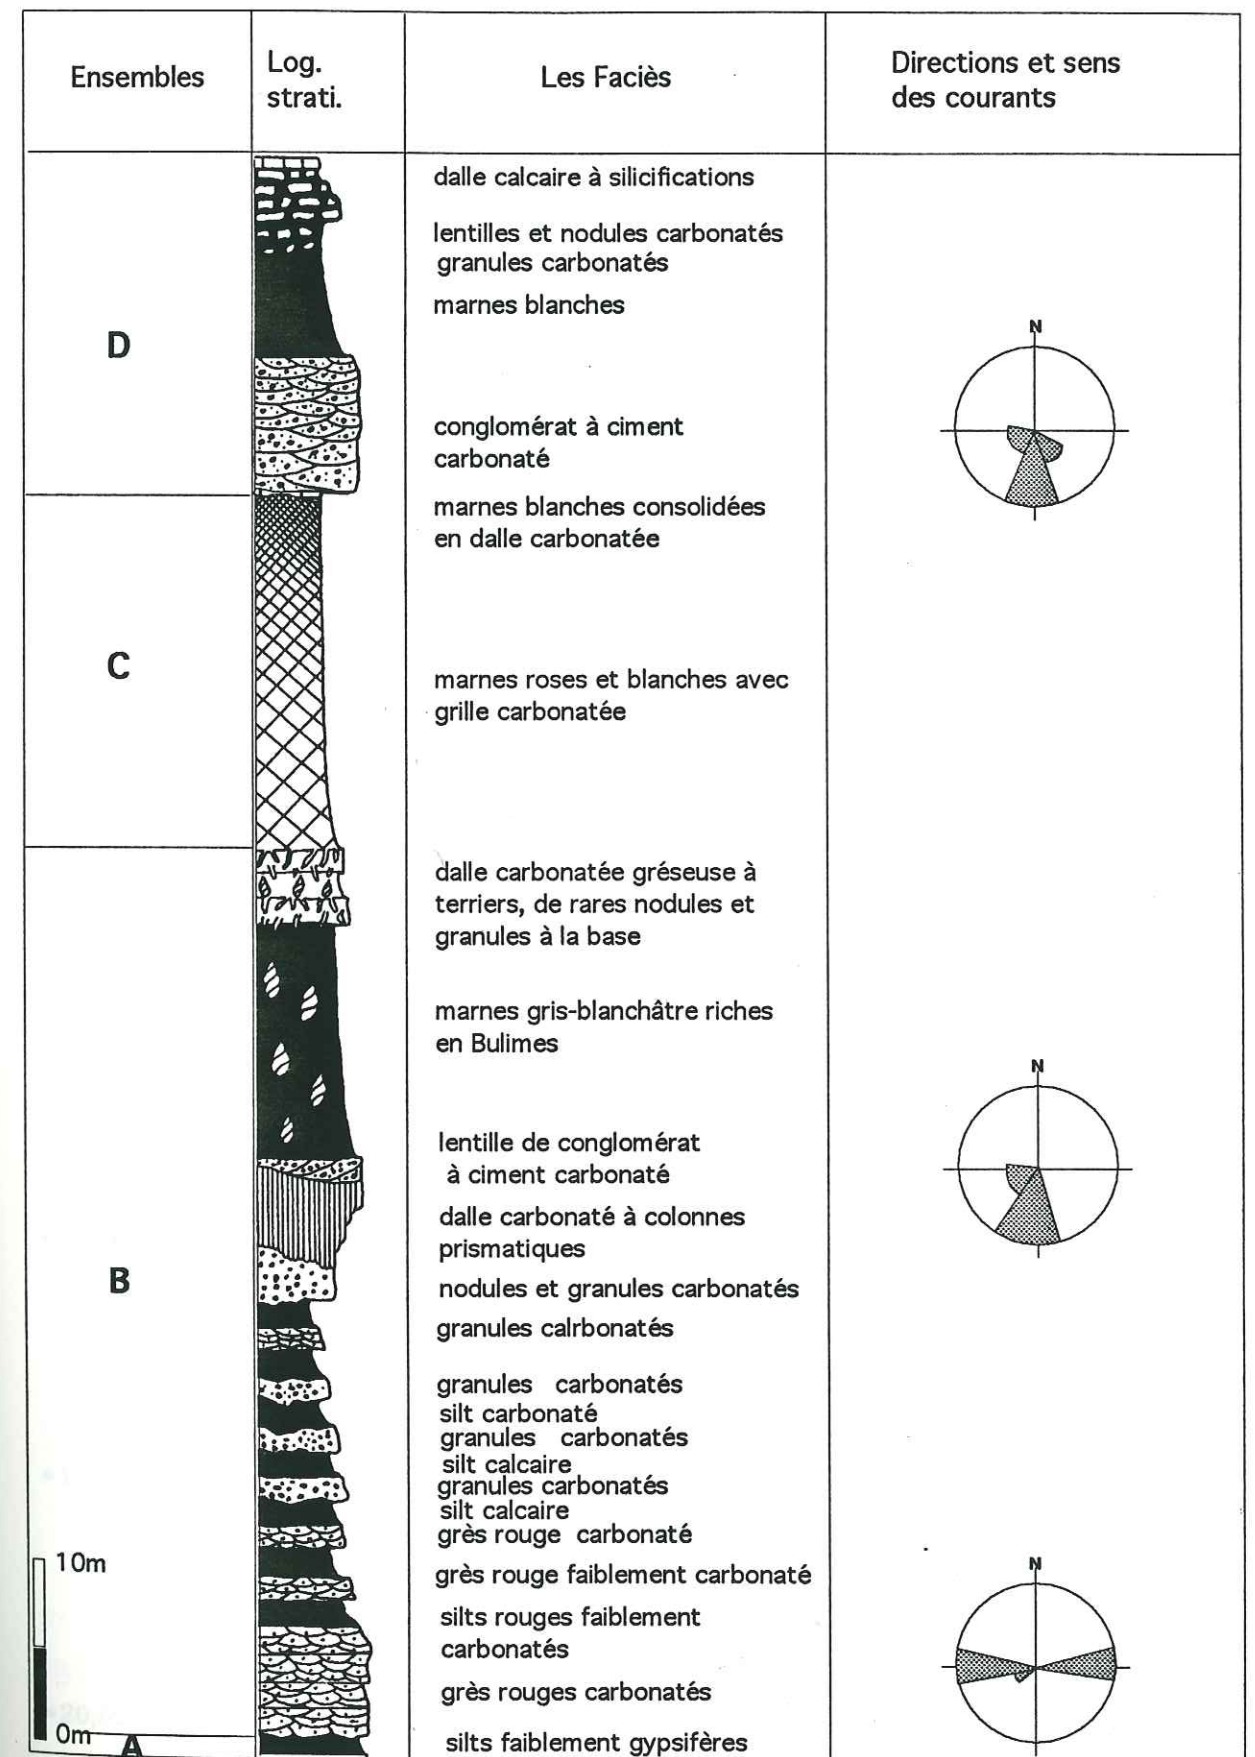 Ensembles
Log.
strati.
Les Faciès
Directions et sens
des courants
D
dalle calcaire à silicifications
lentilles et nodules carbonatés
granules carbonatés
marnes blanches
conglomérat à ciment
carbonaté
N
C
marnes blanches consolidées
en dalle carbonatée
marnes roses et blanches avec
grille carbonatée
B
dalle carbonatée gréseuse à
terriers, de rares nodules et
granules à la base
marnes gris-blanchâtre riches
en Bulimes
lentille de conglomérat
à ciment carbonaté
N
dalle carbonaté à colonnes
prismatiques
nodules et granules carbonatés
granules calrbonatés
granules carbonatés
silt carbonaté
granules carbonatés
silt calcaire
granules carbonatés
silt calcaire
grès rouge carbonaté
grès rouge faiblement carbonaté
silts rouges faiblement
carbonatés
grès rouges carbonatés
N
10m
0m
A
silts faiblement gypsifères